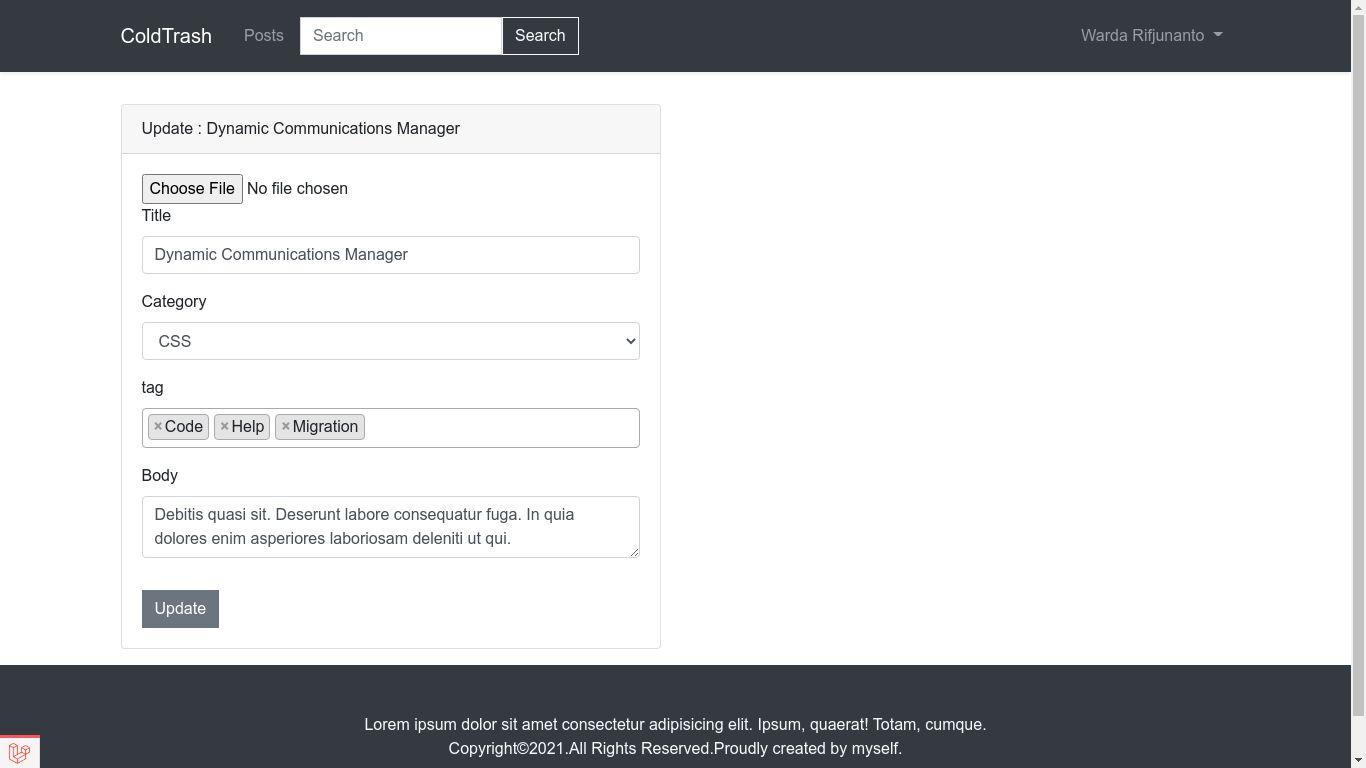 ColdTrash Posts Search Search Warda Rifjunanto
Update : Dynamic Communications Manager
Choose File No file chosen
Title
Dynamic Communications Manager
Category
CSS
tag
×Code ×Help ×Migration
Body
Debitis quasi sit. Deserunt labore consequatur fuga. In quia
dolores enim asperiores laboriosam deleniti ut qui.
Update
Lorem ipsum dolor sit amet consectetur adipisicing elit. Ipsum, quaerat! Totam, cumque.
Copyright©2021.All Rights Reserved.Proudly created by myself.